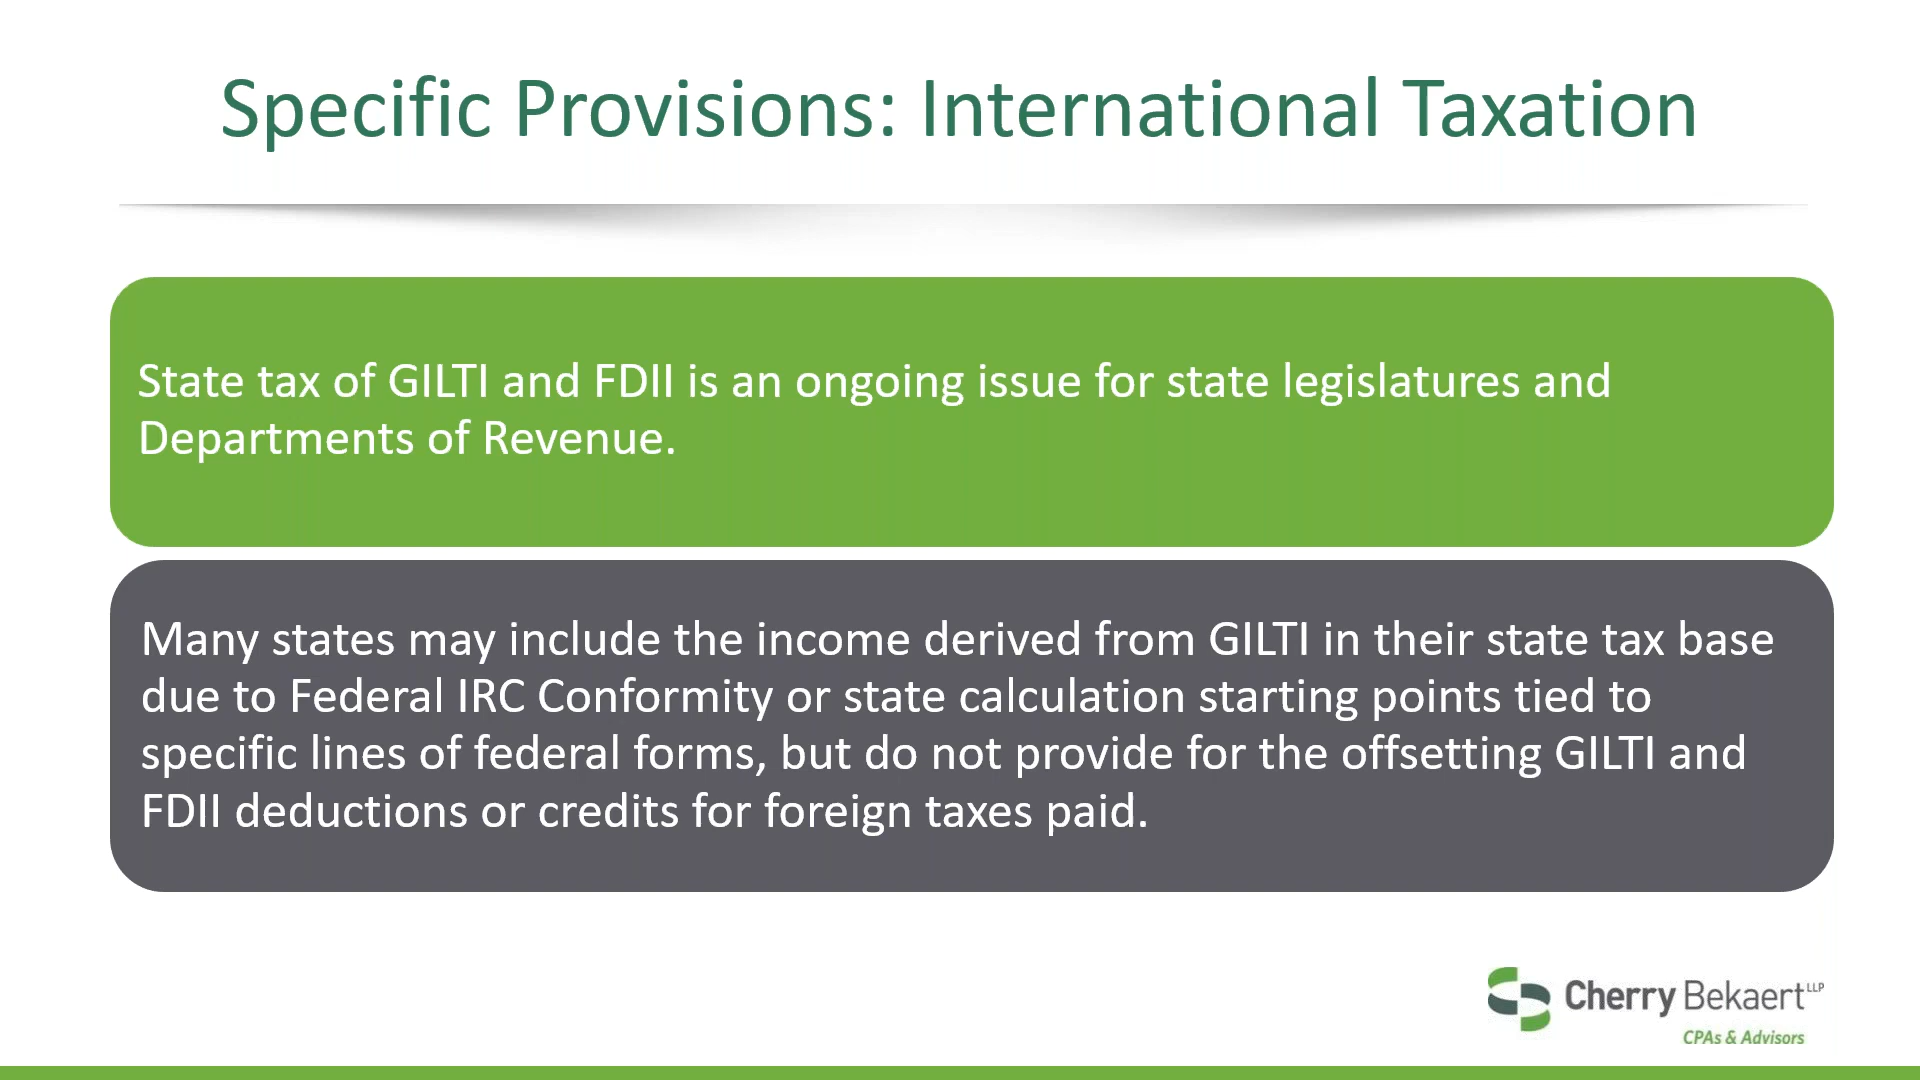 Specific Provisions: International Taxation
State tax of GILTI and FDII is an ongoing issue for state legislatures and
Departments of Revenue.
Many states may include the income derived from GILTI in their state tax base
due to Federal IRC Conformity or state calculation starting points tied to
specific lines of federal forms, but do not provide for the offsetting GILTI and
FDII deductions or credits for foreign taxes paid.
Cherry Bekaert LLP
CPAs & Advisors